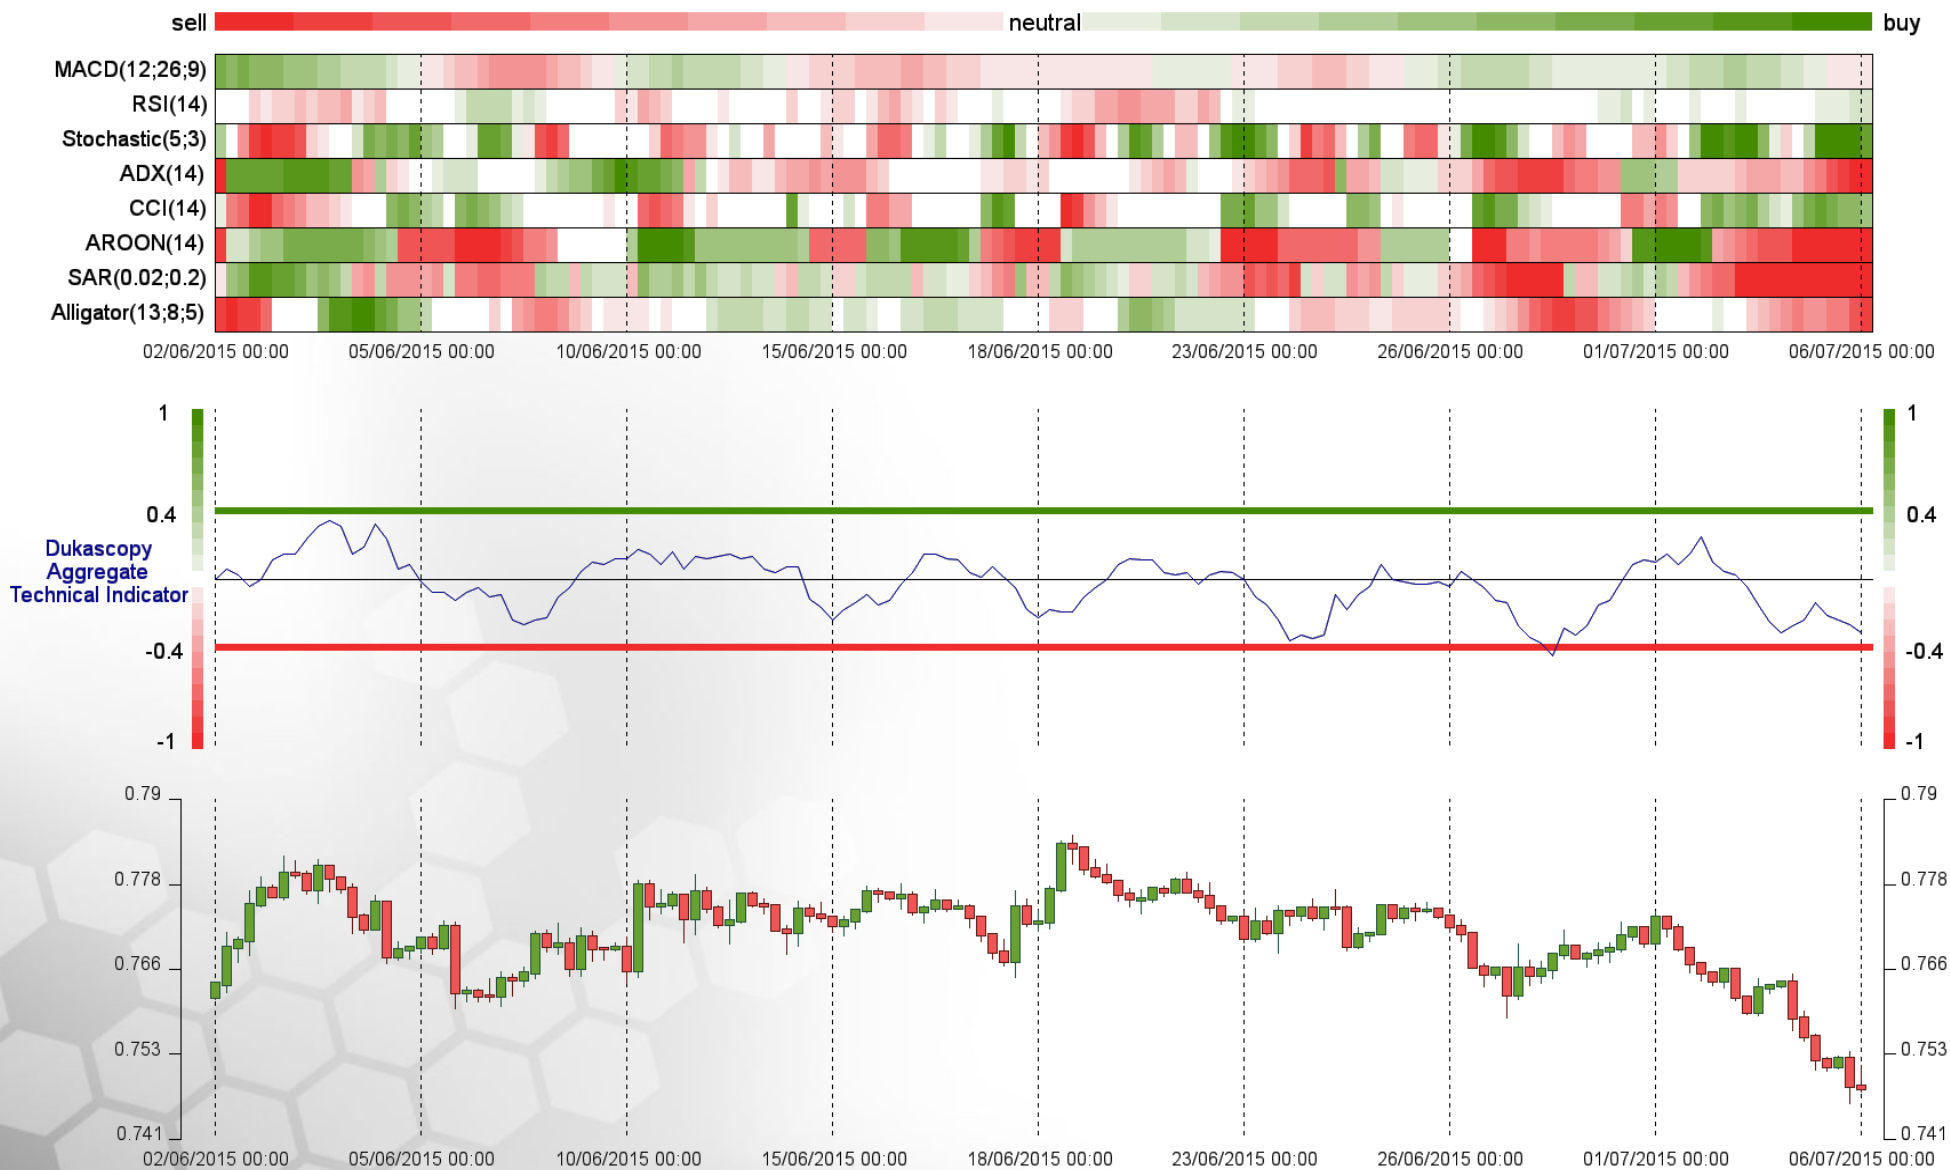 sell neutral buy
MACD(12;26;9)
RSI(14)
Stochastic(5;3)
ADX(14)
CCI(14)
AROON(14)
SAR(0.02;0.2)
Alligator(13;8;5)
02/06/2015 00:00 05/06/2015 00:00 10/06/2015 00:00 15/06/2015 00:00 18/06/2015 00:00 23/06/2015 00:00 26/06/2015 00:00 01/07/2015 00:00 06/07/2015 00:00
1 1
0.4 0.4
Dukascopy
Aggregate
Technical Indicator
-0.4 -0.4
-1 -1
0.79 0.79
0.778 0.778
0.766 0.766
0.753 0.753
0.741 0.741
02/06/2015 00:00 05/06/2015 00:00 10/06/2015 00:00 15/06/2015 00:00 18/06/2015 00:00 23/06/2015 00:00 26/06/2015 00:00 01/07/2015 00:00 06/07/2015 00:00